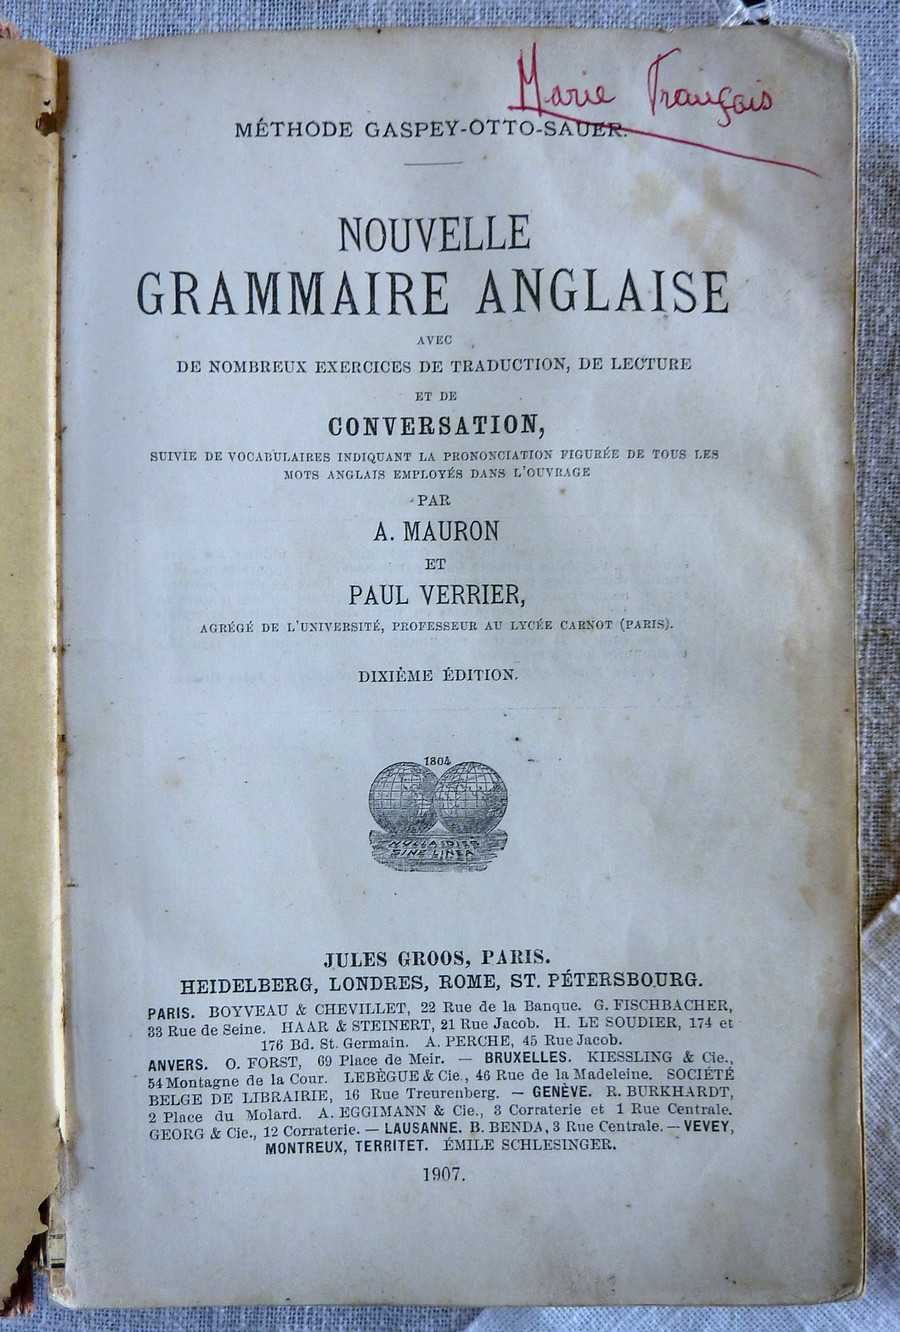 Marie Français
MÉTHODE GASPEY-OTTO-SAUER.
NOUVELLE
GRAMMAIRE ANGLAISE
AVEC
DE NOMBREUX EXERCICES DE TRADUCTION, DE LECTURE
ET DE
CONVERSATION,
SUIVIE DE VOCABULAIRES INDIQUANT LA PRONONCIATION FIGURÉE DE TOUS LES
MOTS ANGLAIS EMPLOYÉS DANS L'OUVRAGE
PAR
A. MAURON
ET
PAUL VERRIER,
AGRÉGÉ DE L'UNIVERSITÉ, PROFESSEUR AU LYCÉE CARNOT (PARIS).
DIXIÈME ÉDITION.
1804
NULLA DIES
SINE LINEA
JULES GROOS, PARIS.
HEIDELBERG, LONDRES, ROME, ST. PÉTERSBOURG.
PARIS. BOYVEAU & CHEVILLET, 22 Rue de la Banque. G. FISCHBACHER,
33 Rue de Seine. HAAR & STEINERT, 21 Rue Jacob. H. LE SOUDIER, 174 et
176 Bd. St. Germain. A. PERCHE, 45 Rue Jacob.
ANVERS. O. FORST, 69 Place de Meir. — BRUXELLES. KIESSLING & Cie.,
54 Montagne de la Cour. LEBÈGUE & Cie., 46 Rue de la Madeleine. SOCIÉTÉ
BELGE DE LIBRAIRIE, 16 Rue Treurenberg. — GENÈVE. R. BURKHARDT,
2 Place du Molard. A. EGGIMANN & Cie., 3 Corraterie et 1 Rue Centrale.
GEORG & Cie., 12 Corraterie. — LAUSANNE. B. BENDA, 3 Rue Centrale. — VEVEY,
MONTREUX, TERRITET. ÉMILE SCHLESINGER.
1907.